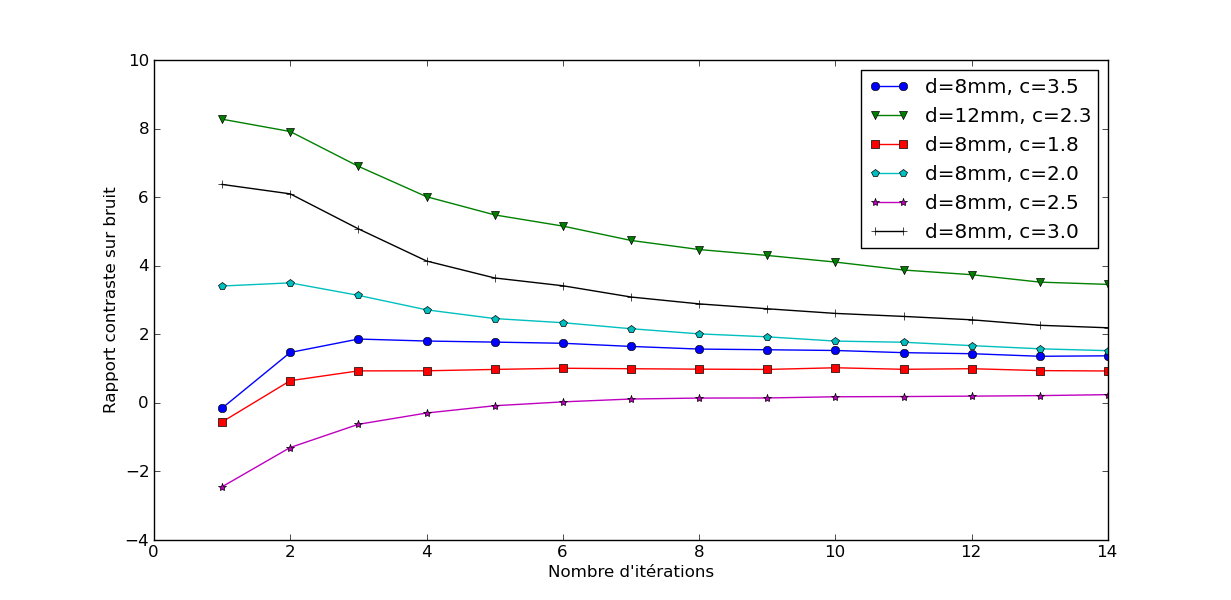 10
8
6
4
2
0
−2
−4
0 2 4 6 8 10 12 14
Rapport contraste sur bruit
Nombre d'itérations
d=8mm, c=3.5
d=12mm, c=2.3
d=8mm, c=1.8
d=8mm, c=2.0
d=8mm, c=2.5
d=8mm, c=3.0